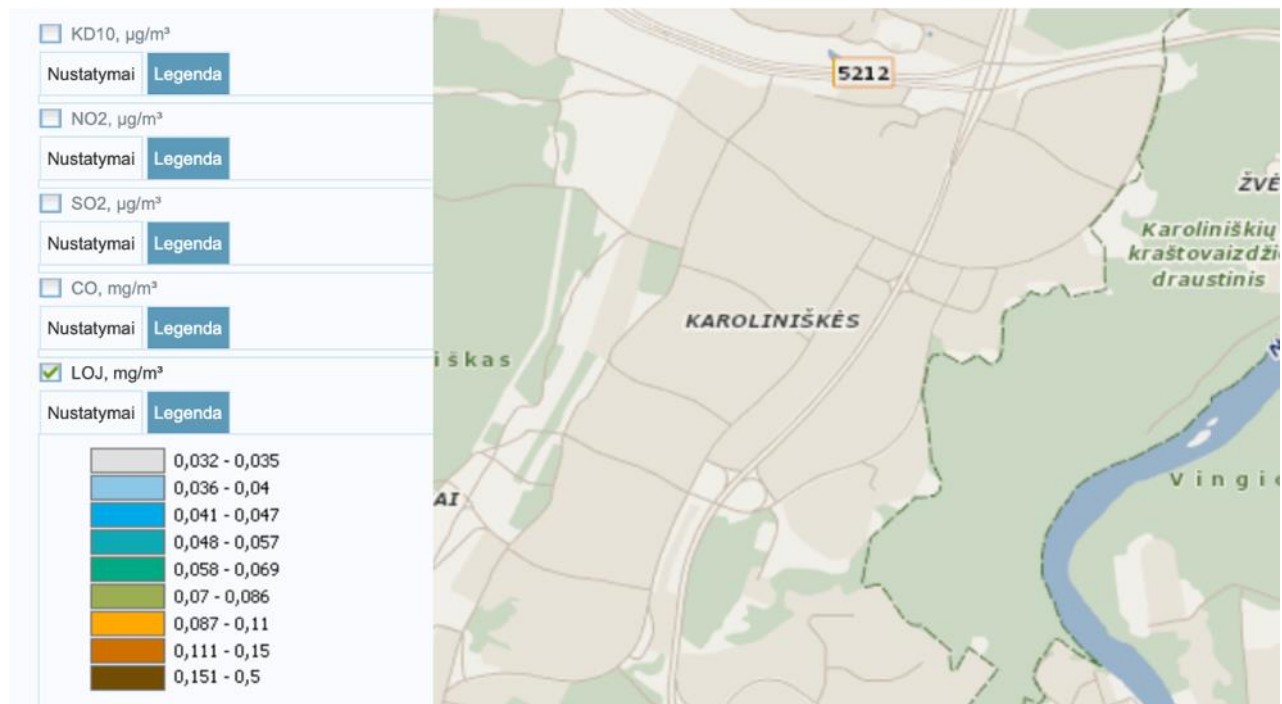 KD10, µg/m³
Nustatymai Legenda
NO2, µg/m³
Nustatymai Legenda
SO2, µg/m³
Nustatymai Legenda
CO, mg/m³
Nustatymai Legenda
LOJ, mg/m³
Nustatymai Legenda
0,032 - 0,035
0,036 - 0,04
0,041 - 0,047
0,048 - 0,057
0,058 - 0,069
0,07 - 0,086
0,087 - 0,11
0,111 - 0,15
0,151 - 0,5
5212
ŽVĖ
Karoliniškių
kraštovaizdži
draustinis
KAROLINIŠKĖS
iškas
N
AI
Vingi